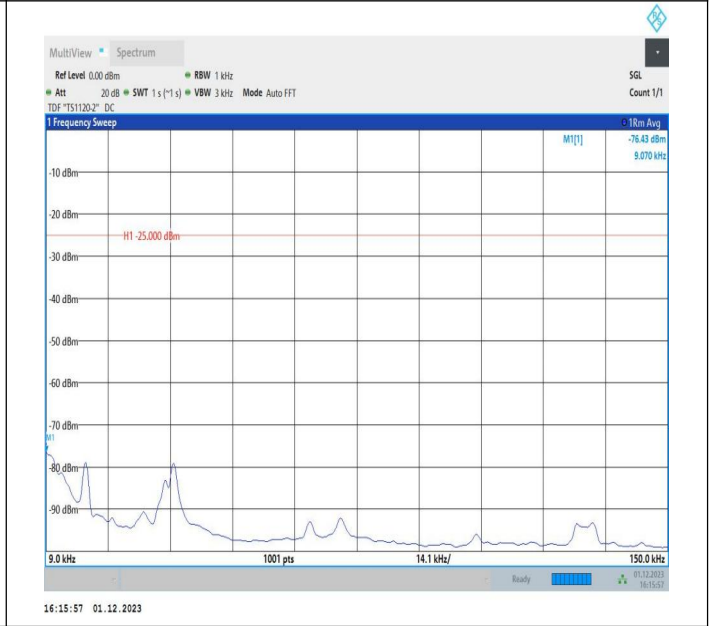 MultiView Spectrum
Ref Level 0.00 dBm RBW 1 kHz SGL
Att 20 dB SWT 1 s (~1 s) VBW 3 kHz Mode Auto FFT Count 1/1
TDF "TS1120-2" DC
1 Frequency Sweep 1Rm Avg
M1[1] -76.43 dBm
9.070 kHz
-10 dBm
-20 dBm
H1 -25.000 dBm
-30 dBm
-40 dBm
-50 dBm
-60 dBm
-70 dBm
M1
-80 dBm
-90 dBm
9.0 kHz 1001 pts 14.1 kHz/ 150.0 kHz
Ready 01.12.2023
16:15:57
16:15:57 01.12.2023